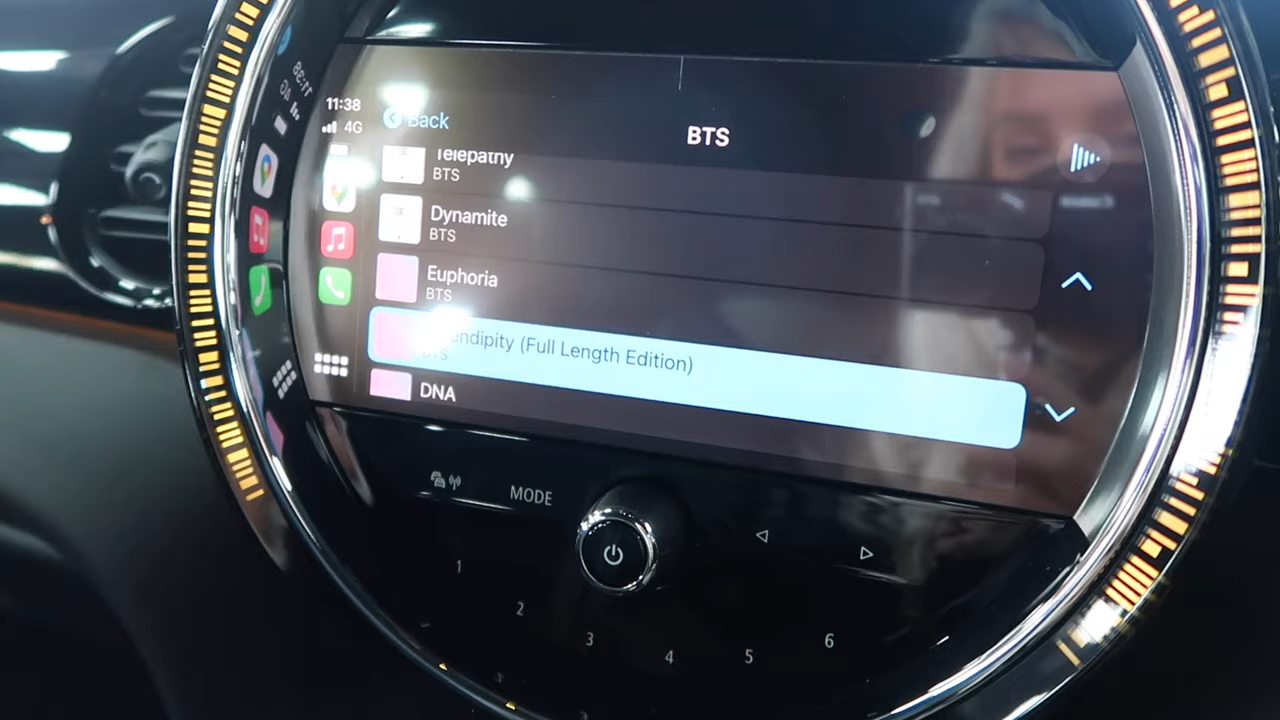 11:38
4G
Back
BTS
Telepathy
BTS
Dynamite
BTS
Euphoria
BTS
endipity (Full Length Edition)
BTS
DNA
MODE
1
2
3
4
5
6